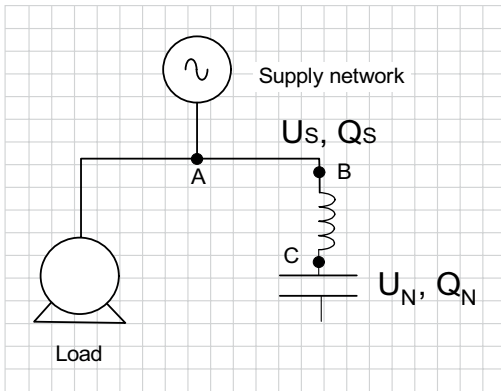 Supply network
US, QS
A
B
C
UN, QN
Load